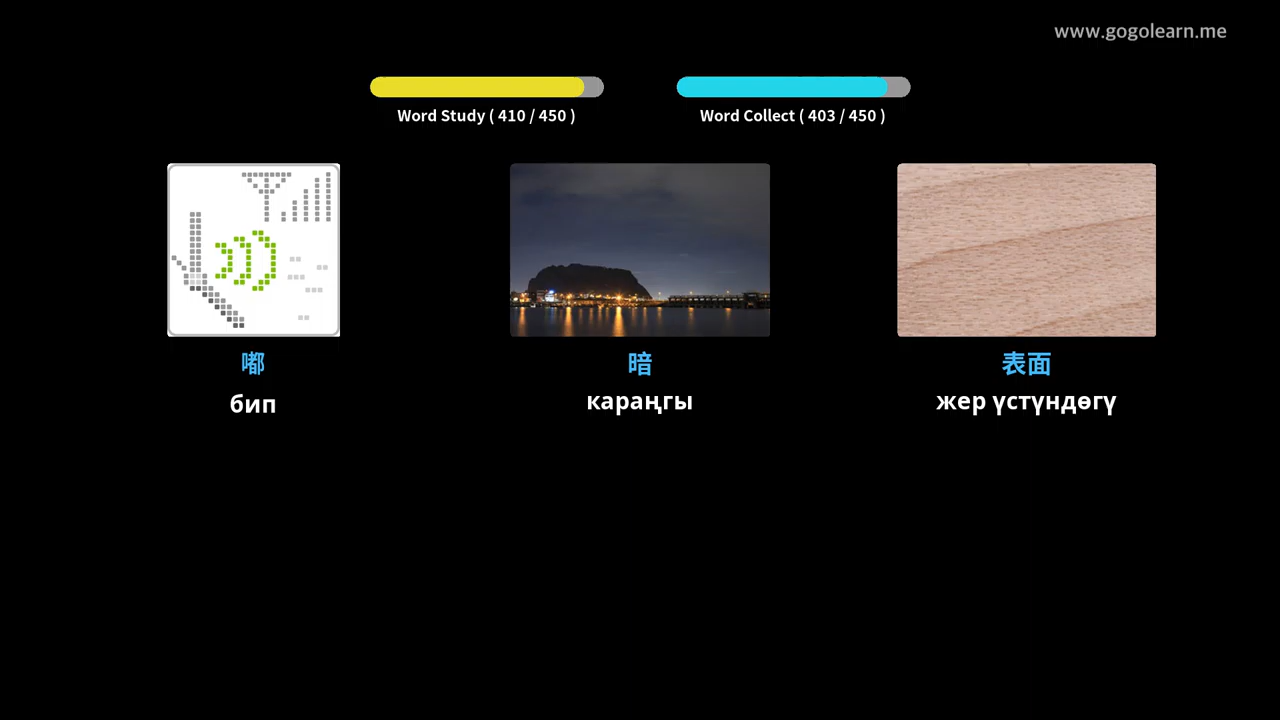 www.gogolearn.me
Word Study ( 410 / 450 )
Word Collect ( 403 / 450 )
嘟
暗
表面
бип
караңгы
жер үстүндөгү